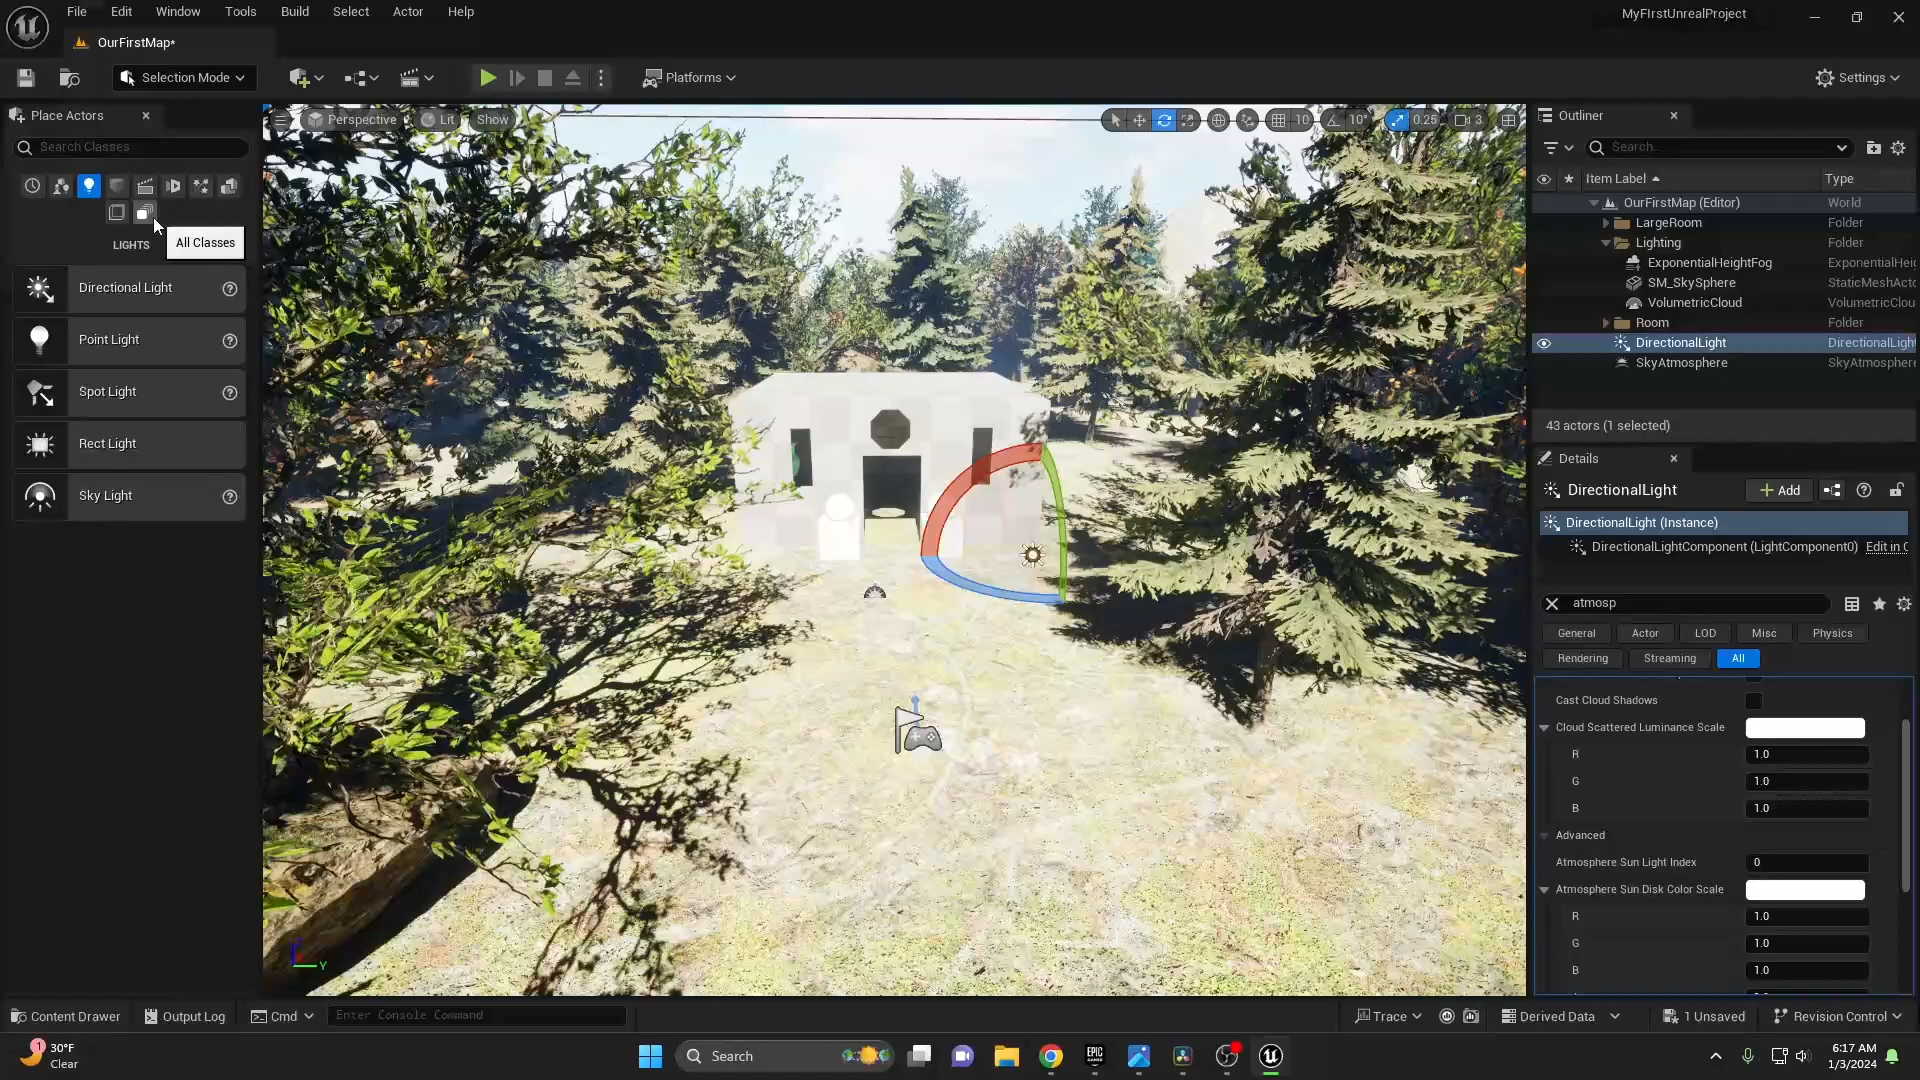 File Edit Window Tools Build Select Actor Help
MyFIrstUnrealProject
OurFirstMap*
Selection Mode
Platforms
Settings
Place Actors
Search Classes
LIGHTS
All Classes
Directional Light
Point Light
Spot Light
Rect Light
Sky Light
Perspective Lit Show
10 10° 0.25 3
Y
Outliner
Search...
Item Label Type
OurFirstMap (Editor) World
LargeRoom Folder
Lighting Folder
ExponentialHeightFog ExponentialHeig
SM_SkySphere StaticMeshActo
VolumetricCloud VolumetricClou
Room Folder
DirectionalLight DirectionalLight
SkyAtmosphere SkyAtmosphere
43 actors (1 selected)
Details
DirectionalLight Add
DirectionalLight (Instance)
DirectionalLightComponent (LightComponent0) Edit in C
atmosp
General Actor LOD Misc Physics
Rendering Streaming All
Cast Cloud Shadows
Cloud Scattered Luminance Scale
R 1.0
G 1.0
B 1.0
Advanced
Atmosphere Sun Light Index 0
Atmosphere Sun Disk Color Scale
R 1.0
G 1.0
B 1.0
Content Drawer Output Log Cmd Enter Console Command
Trace Derived Data 1 Unsaved Revision Control
1
30°F
Clear
Search
EPIC
GAMES
6:17 AM
1/3/2024